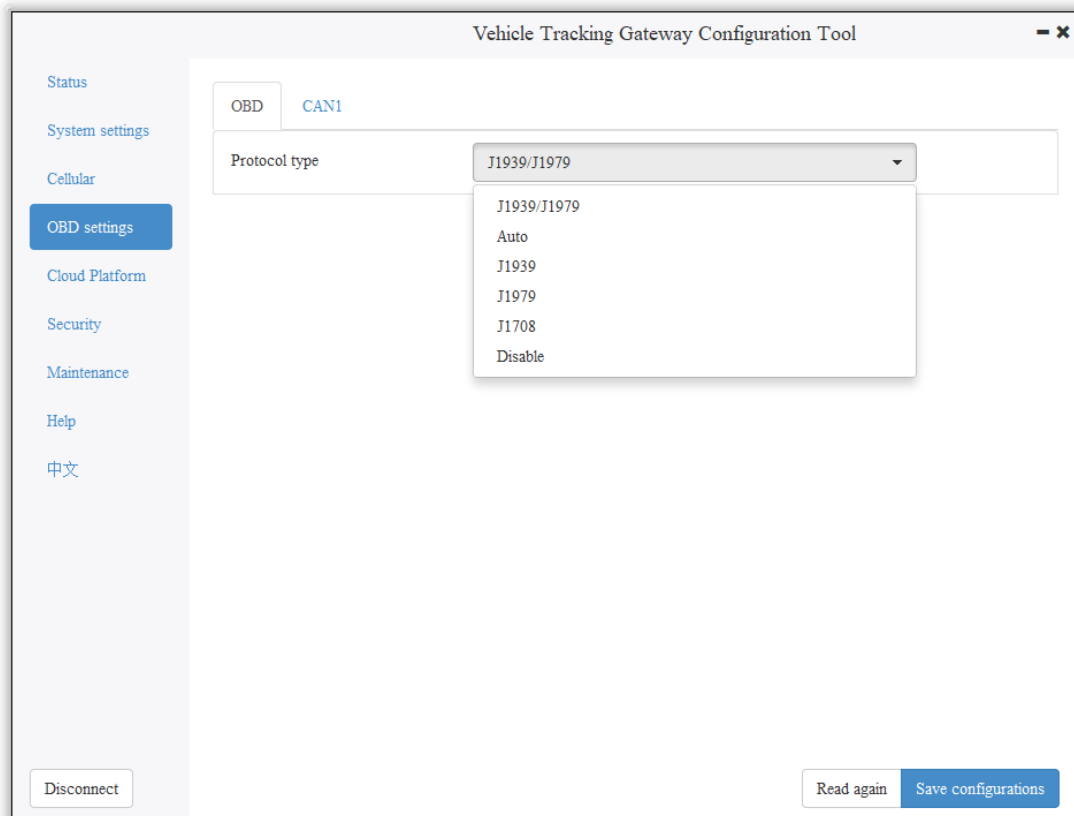 Vehicle Tracking Gateway Configuration Tool
Status
System settings
Cellular
OBD settings
Cloud Platform
Security
Maintenance
Help
中文
OBD CAN1
Protocol type J1939/J1979
J1939/J1979
Auto
J1939
J1979
J1708
Disable
Disconnect
Read again Save configurations